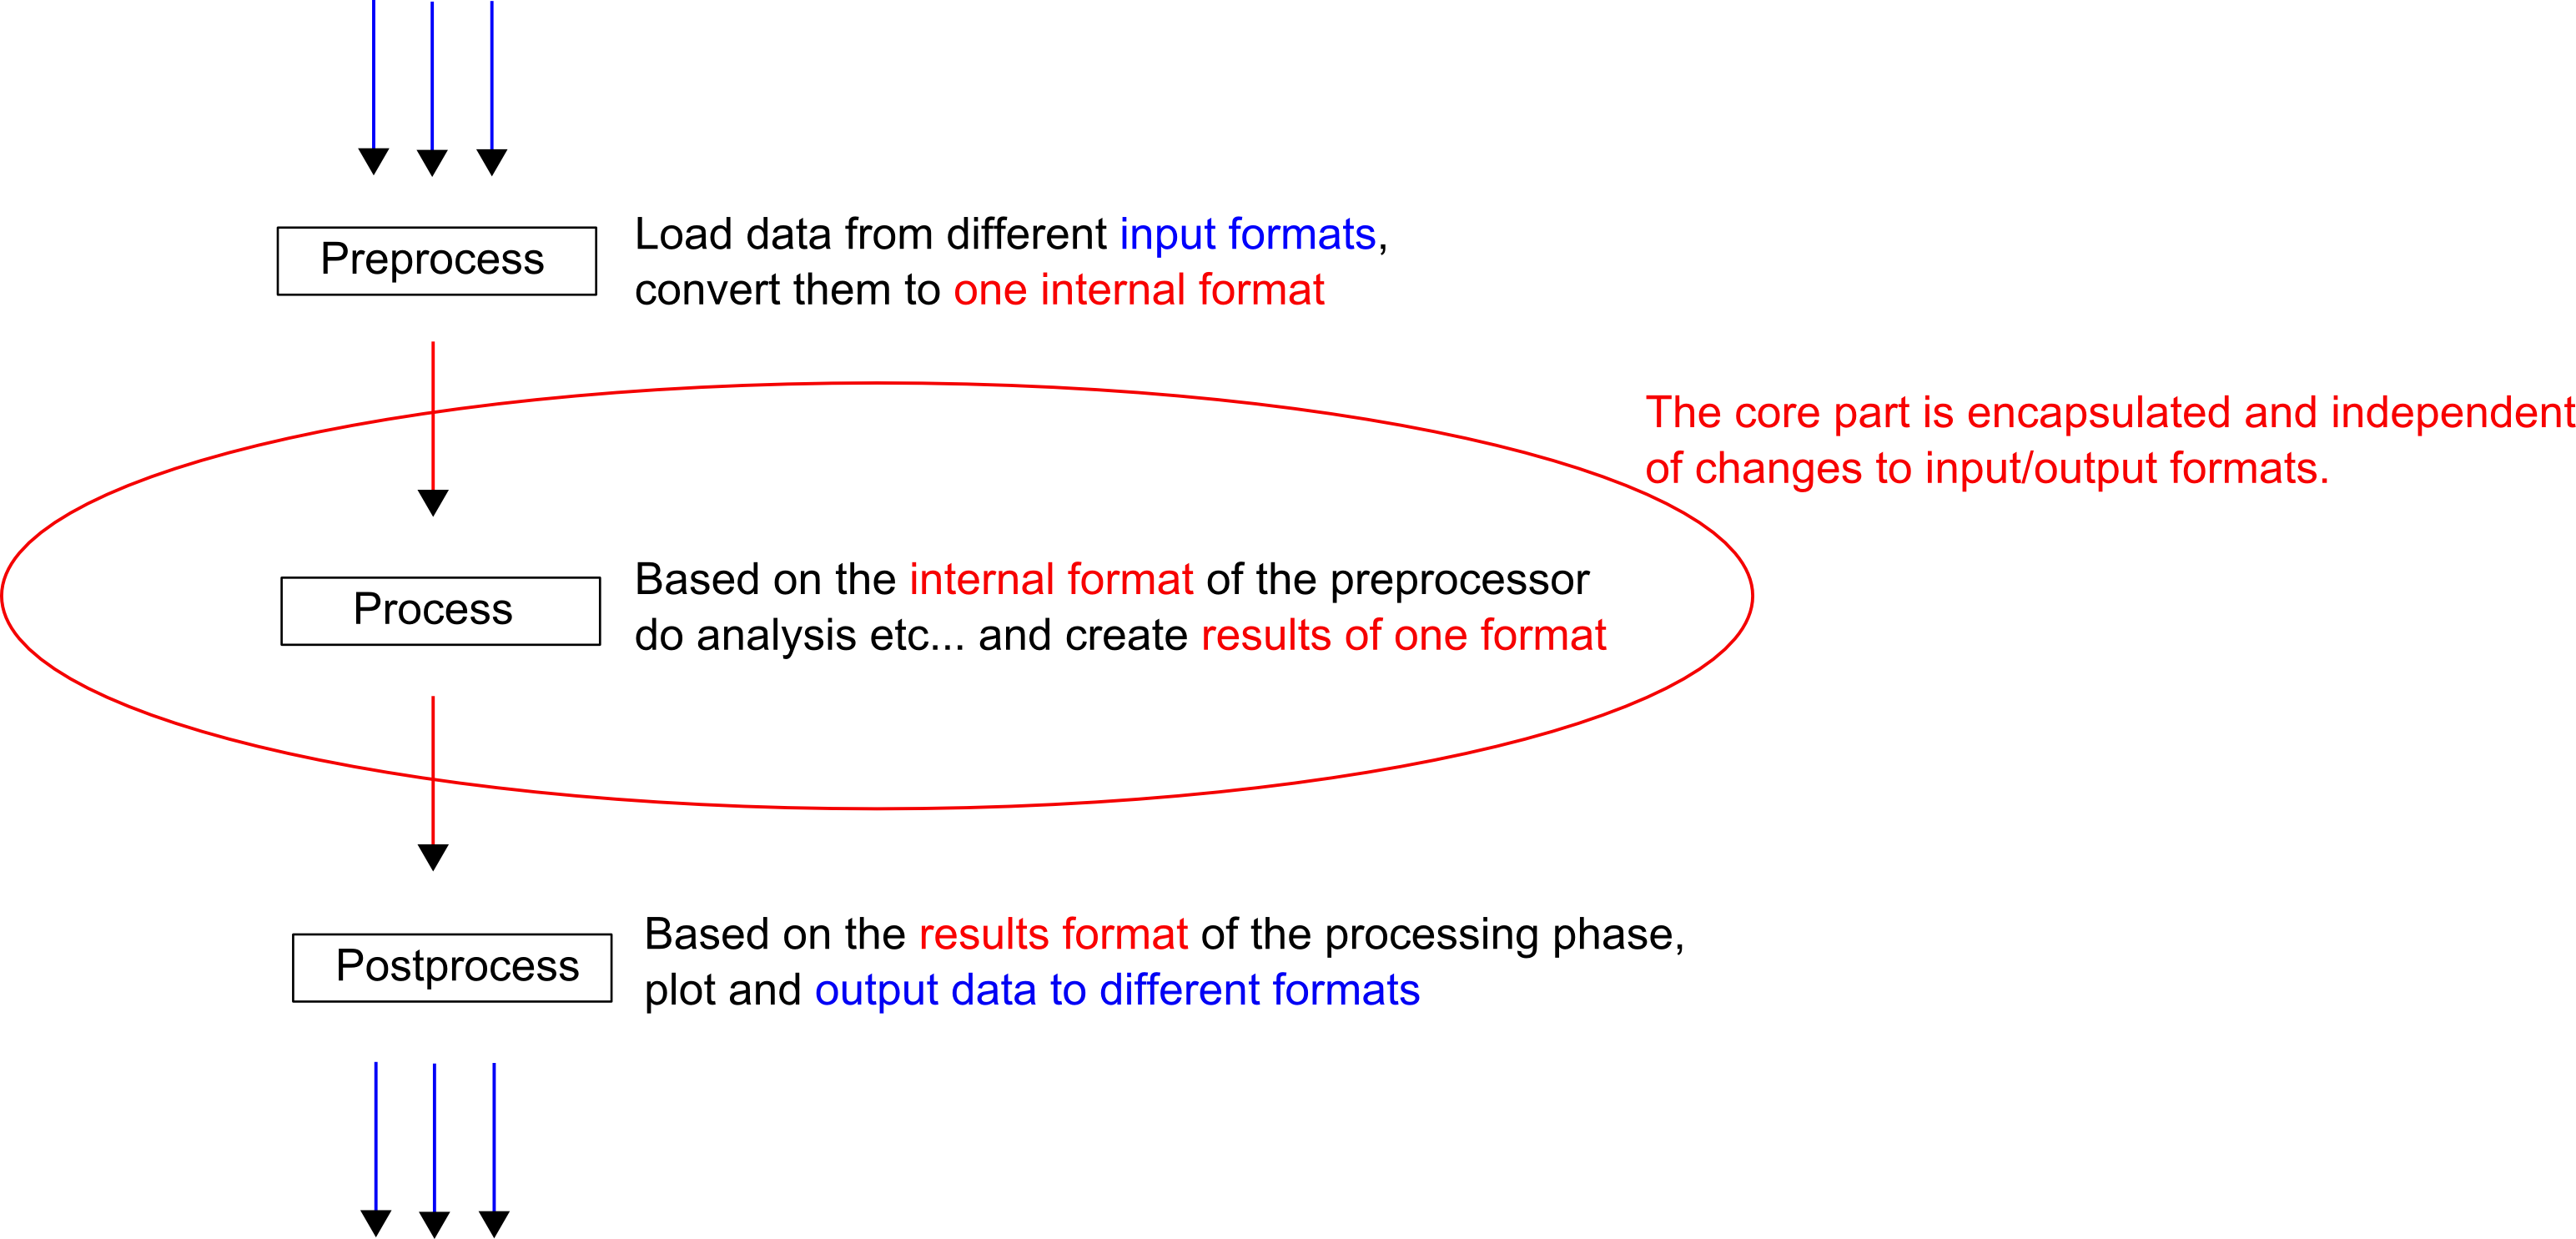 Preprocess
Load data from different input formats,
convert them to one internal format
The core part is encapsulated and independent
of changes to input/output formats.
Process
Based on the internal format of the preprocessor
do analysis etc... and create results of one format
Postprocess
Based on the results format of the processing phase,
plot and output data to different formats